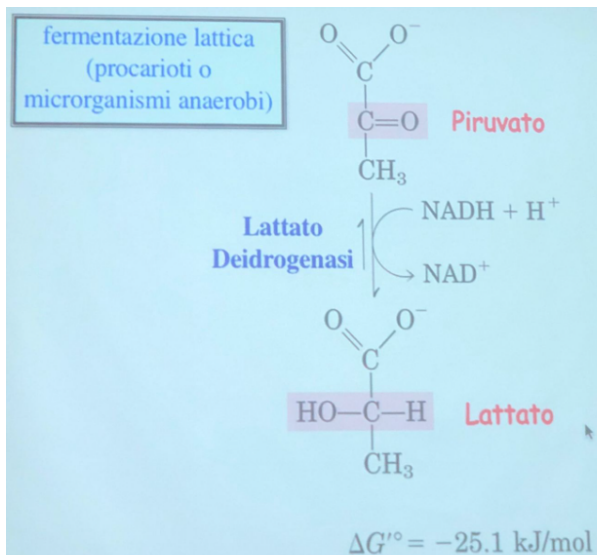 fermentazione lattica
(procarioti o
microrganismi anaerobi)
O O⁻
C
C=O Piruvato
CH₃
NADH + H⁺
Lattato
Deidrogenasi
NAD⁺
O O⁻
C
HO—C—H Lattato
CH₃
ΔG′° = −25.1 kJ/mol